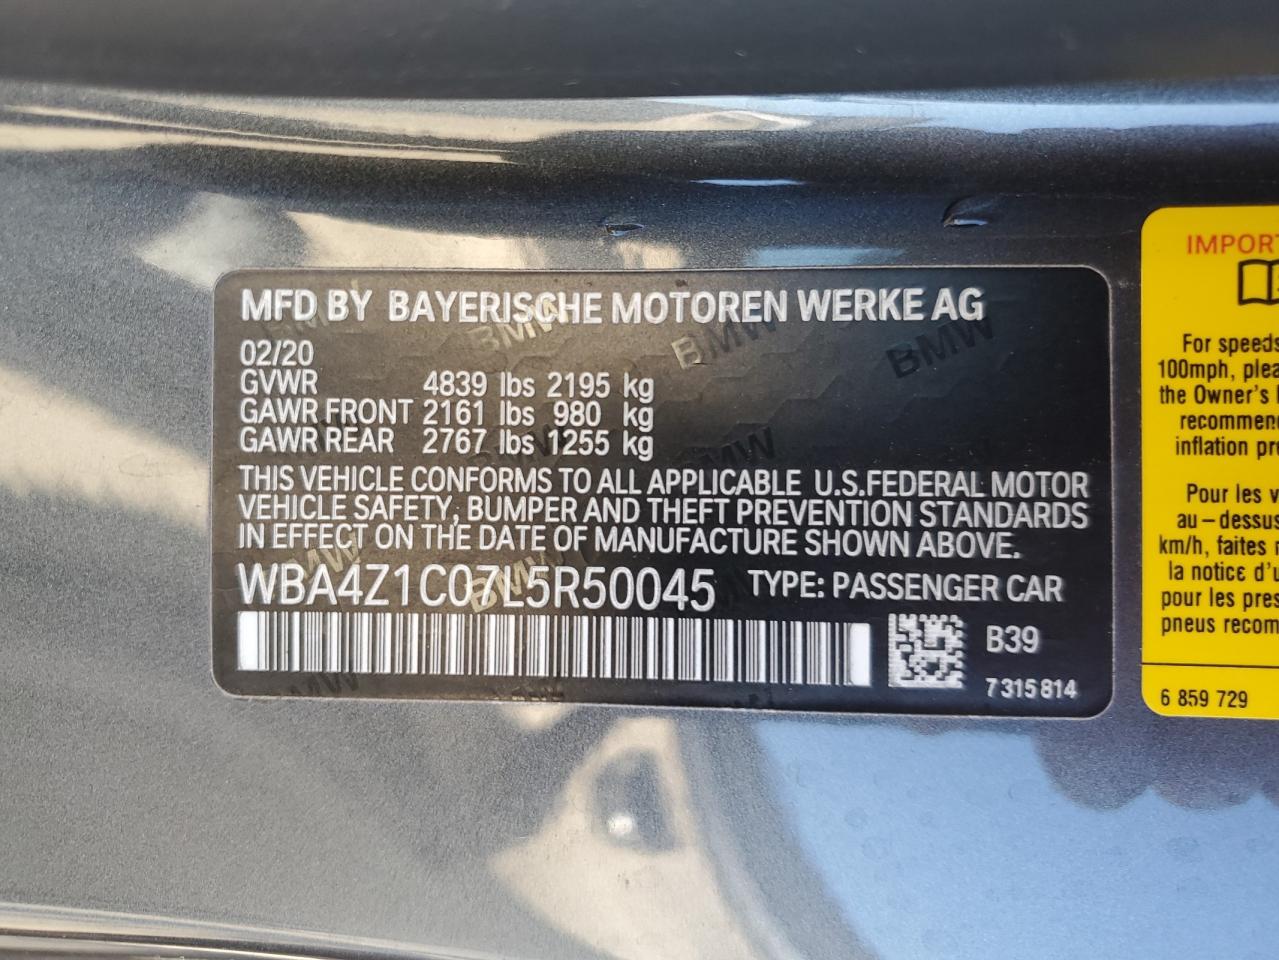 MFD BY BAYERISCHE MOTOREN WERKE AG
02/20
GVWR 4839 lbs 2195 kg
GAWR FRONT 2161 lbs 980 kg
GAWR REAR 2767 lbs 1255 kg
THIS VEHICLE CONFORMS TO ALL APPLICABLE U.S.FEDERAL MOTOR
VEHICLE SAFETY, BUMPER AND THEFT PREVENTION STANDARDS
IN EFFECT ON THE DATE OF MANUFACTURE SHOWN ABOVE.
WBA4Z1C07L5R50045 TYPE: PASSENGER CAR
B39
7 315 814
BMW BMW BMW BMW
IMPORT
For speeds
100mph, plea
the Owner's
recommen
inflation pre
Pour les v
au-dessus
km/h, faites
la notice d'u
pour les pres
pneus recom
6 859 729